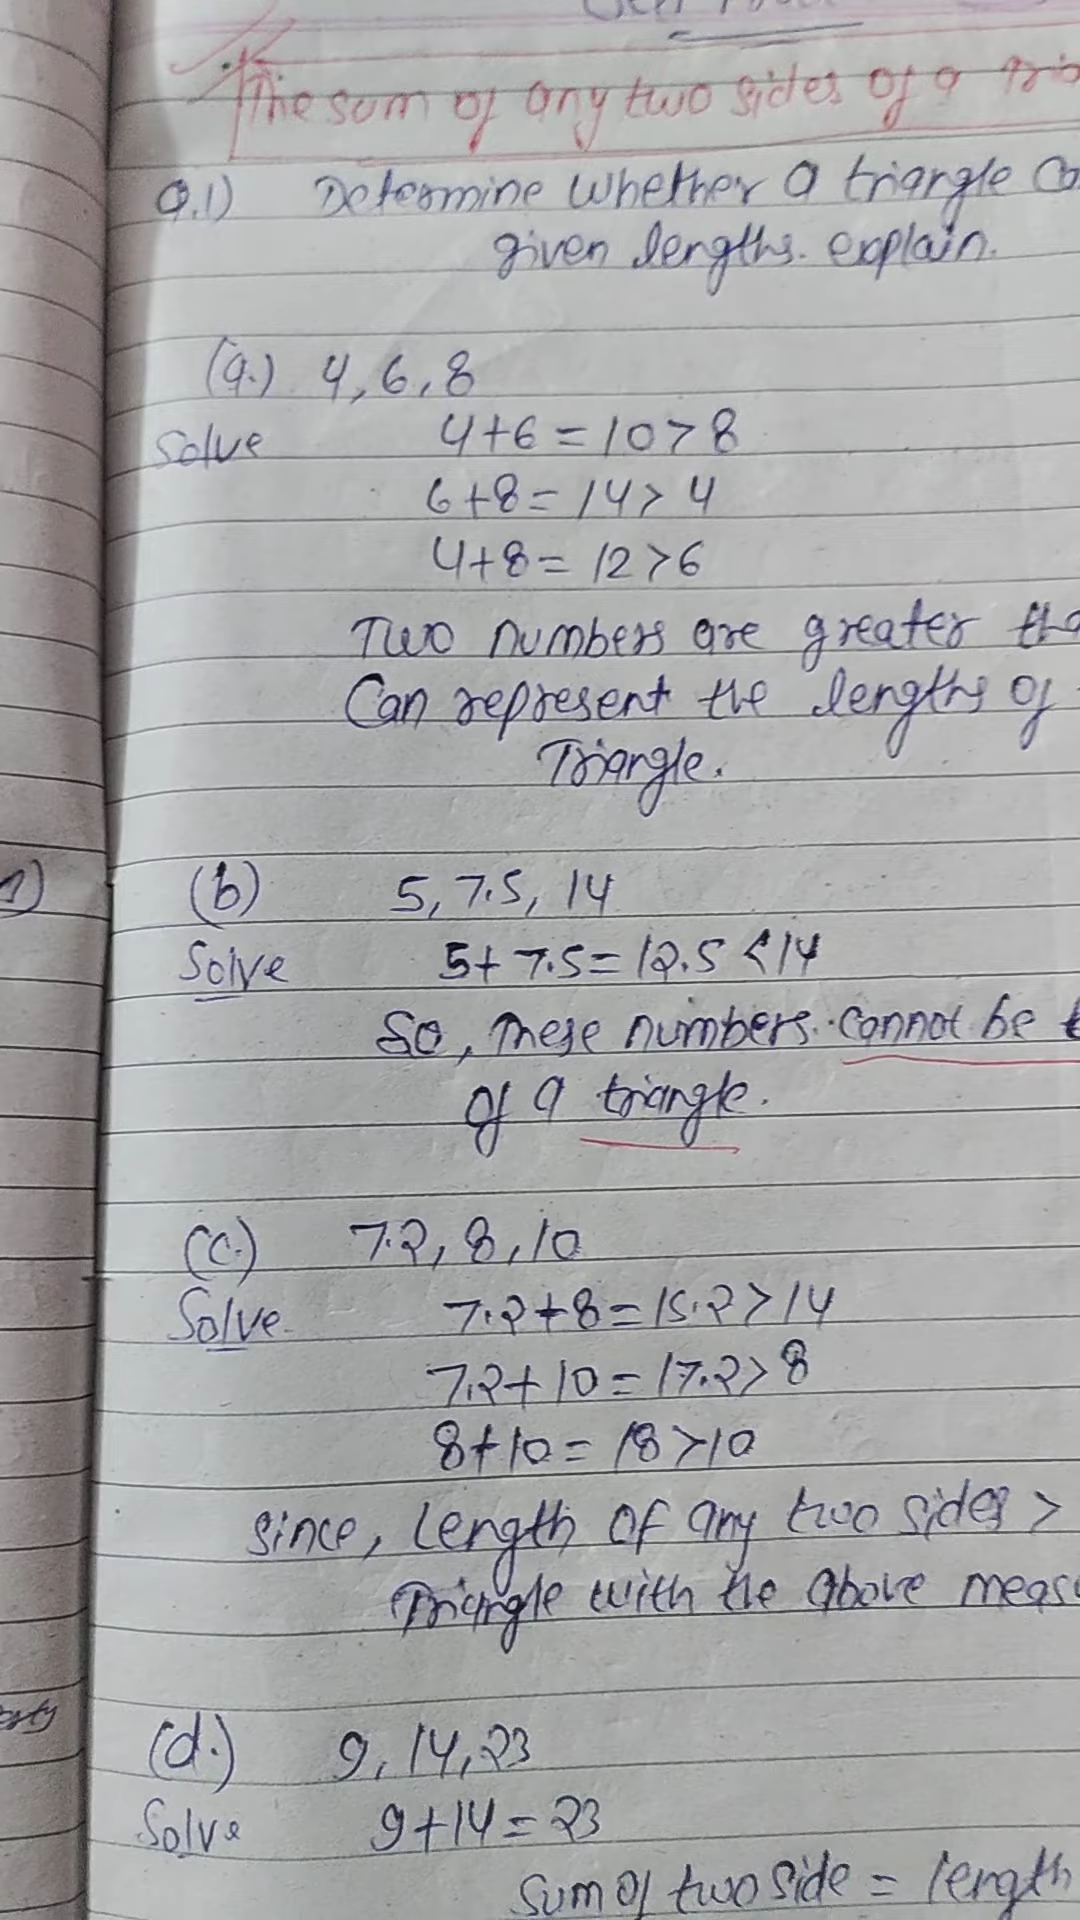 The sum of any two sides of a
Q.1) Determine whether a triangle
given lengths. explain.
(a.) 4, 6, 8
Solve 4+6=10>8
6+8=14>4
4+8=12>6
Two numbers are greater
Can represent the lengths of
Triangle.
(b) 5, 7.5, 14
Solve 5+7.5=12.5<14
So, these numbers. cannot be
of a triangle.
(c.) 7.2, 8, 10
Solve 7.2+8=15.2>14
7.2+10=17.2>8
8+10=18>10
since, length of any two sides >
Triangle with the above
(d.) 9, 14, 23
Solve 9+14=23
Sum of two side = length